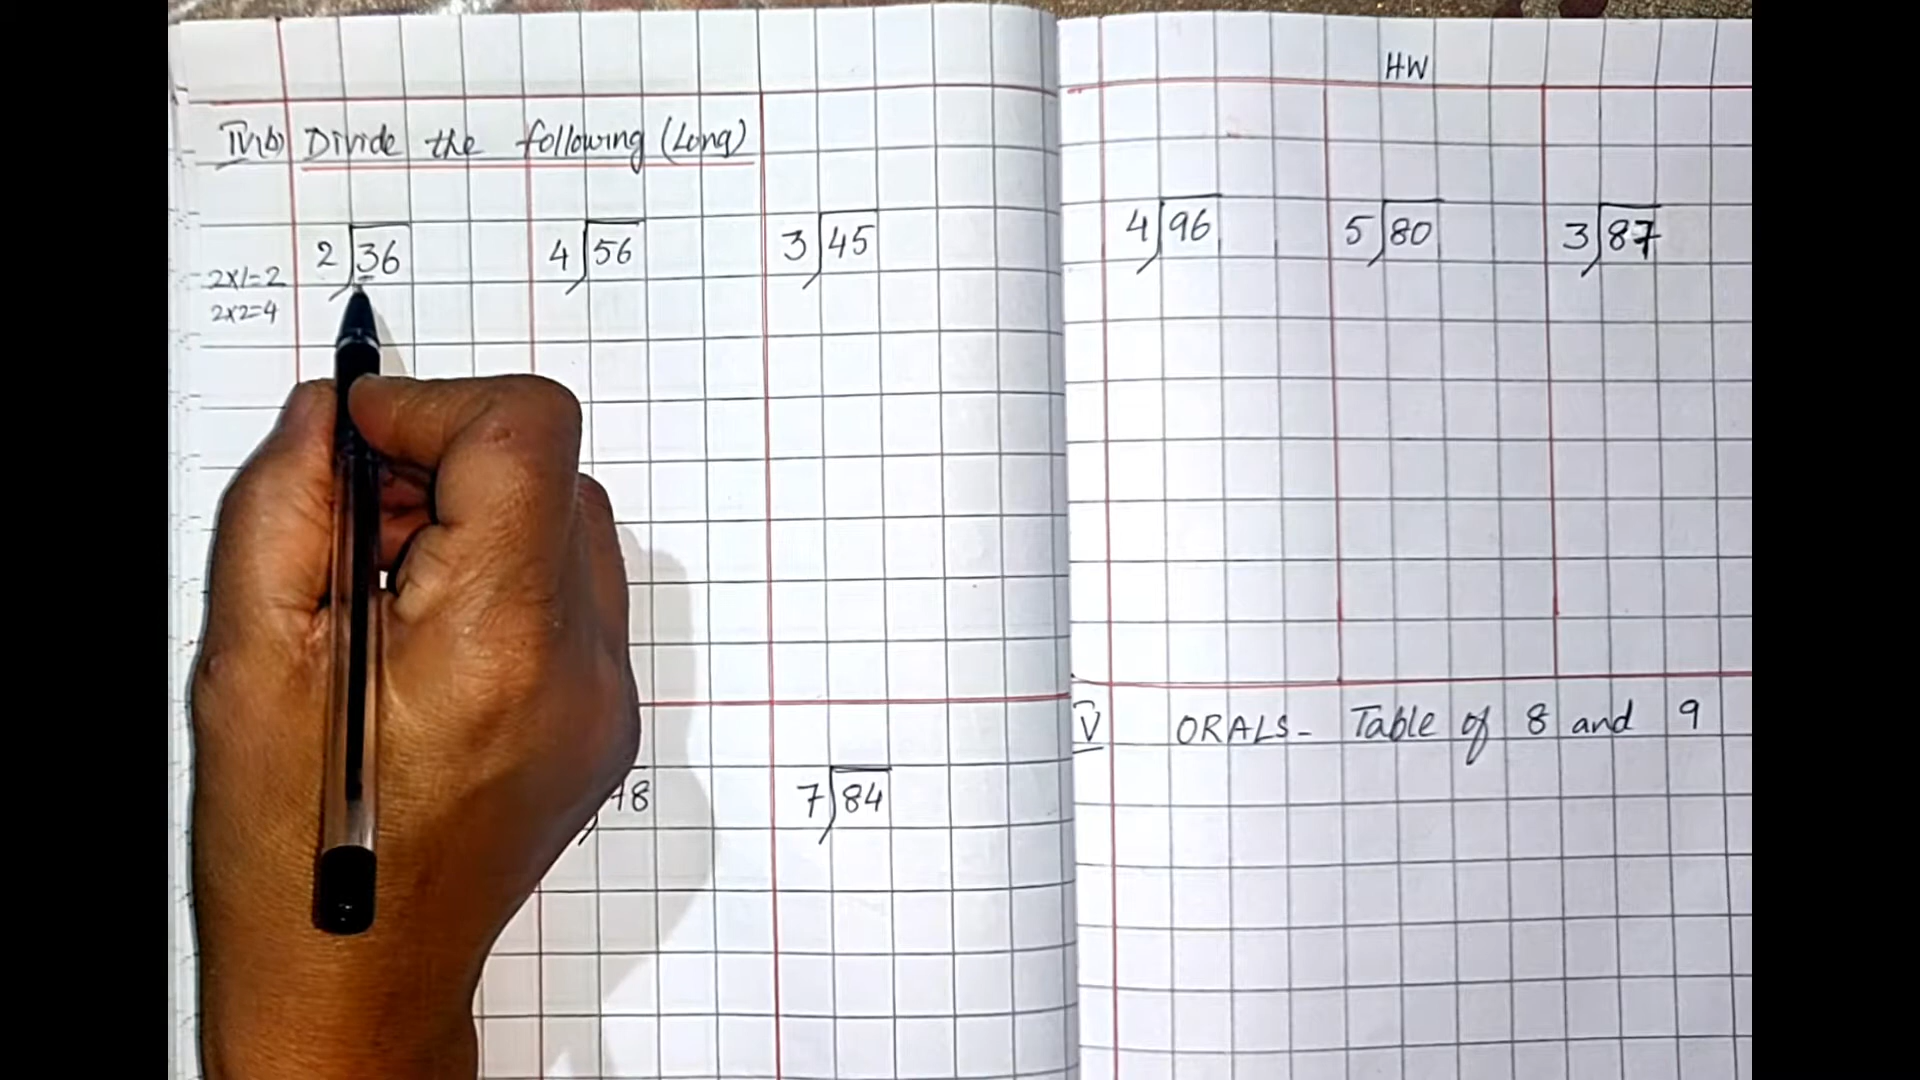 IV(b) Divide the following (Long)
2)36
4)56
3)45
2x1=2
2x2=4
78
7)84
HW
4)96
5)80
3)87
V ORALS- Table of 8 and 9